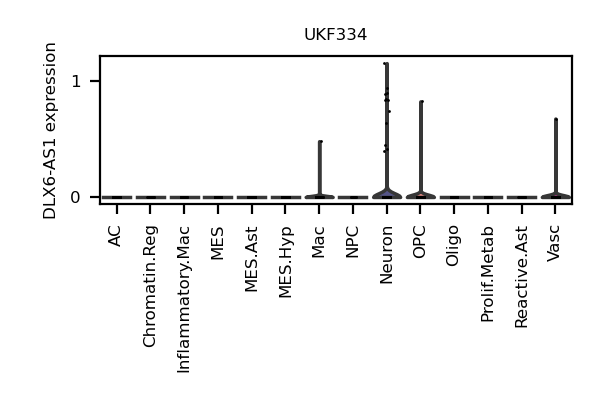 UKF334
DLX6-AS1 expression
1
0
AC
Chromatin.Reg
Inflammatory.Mac
MES
MES.Ast
MES.Hyp
Mac
NPC
Neuron
OPC
Oligo
Prolif.Metab
Reactive.Ast
Vasc